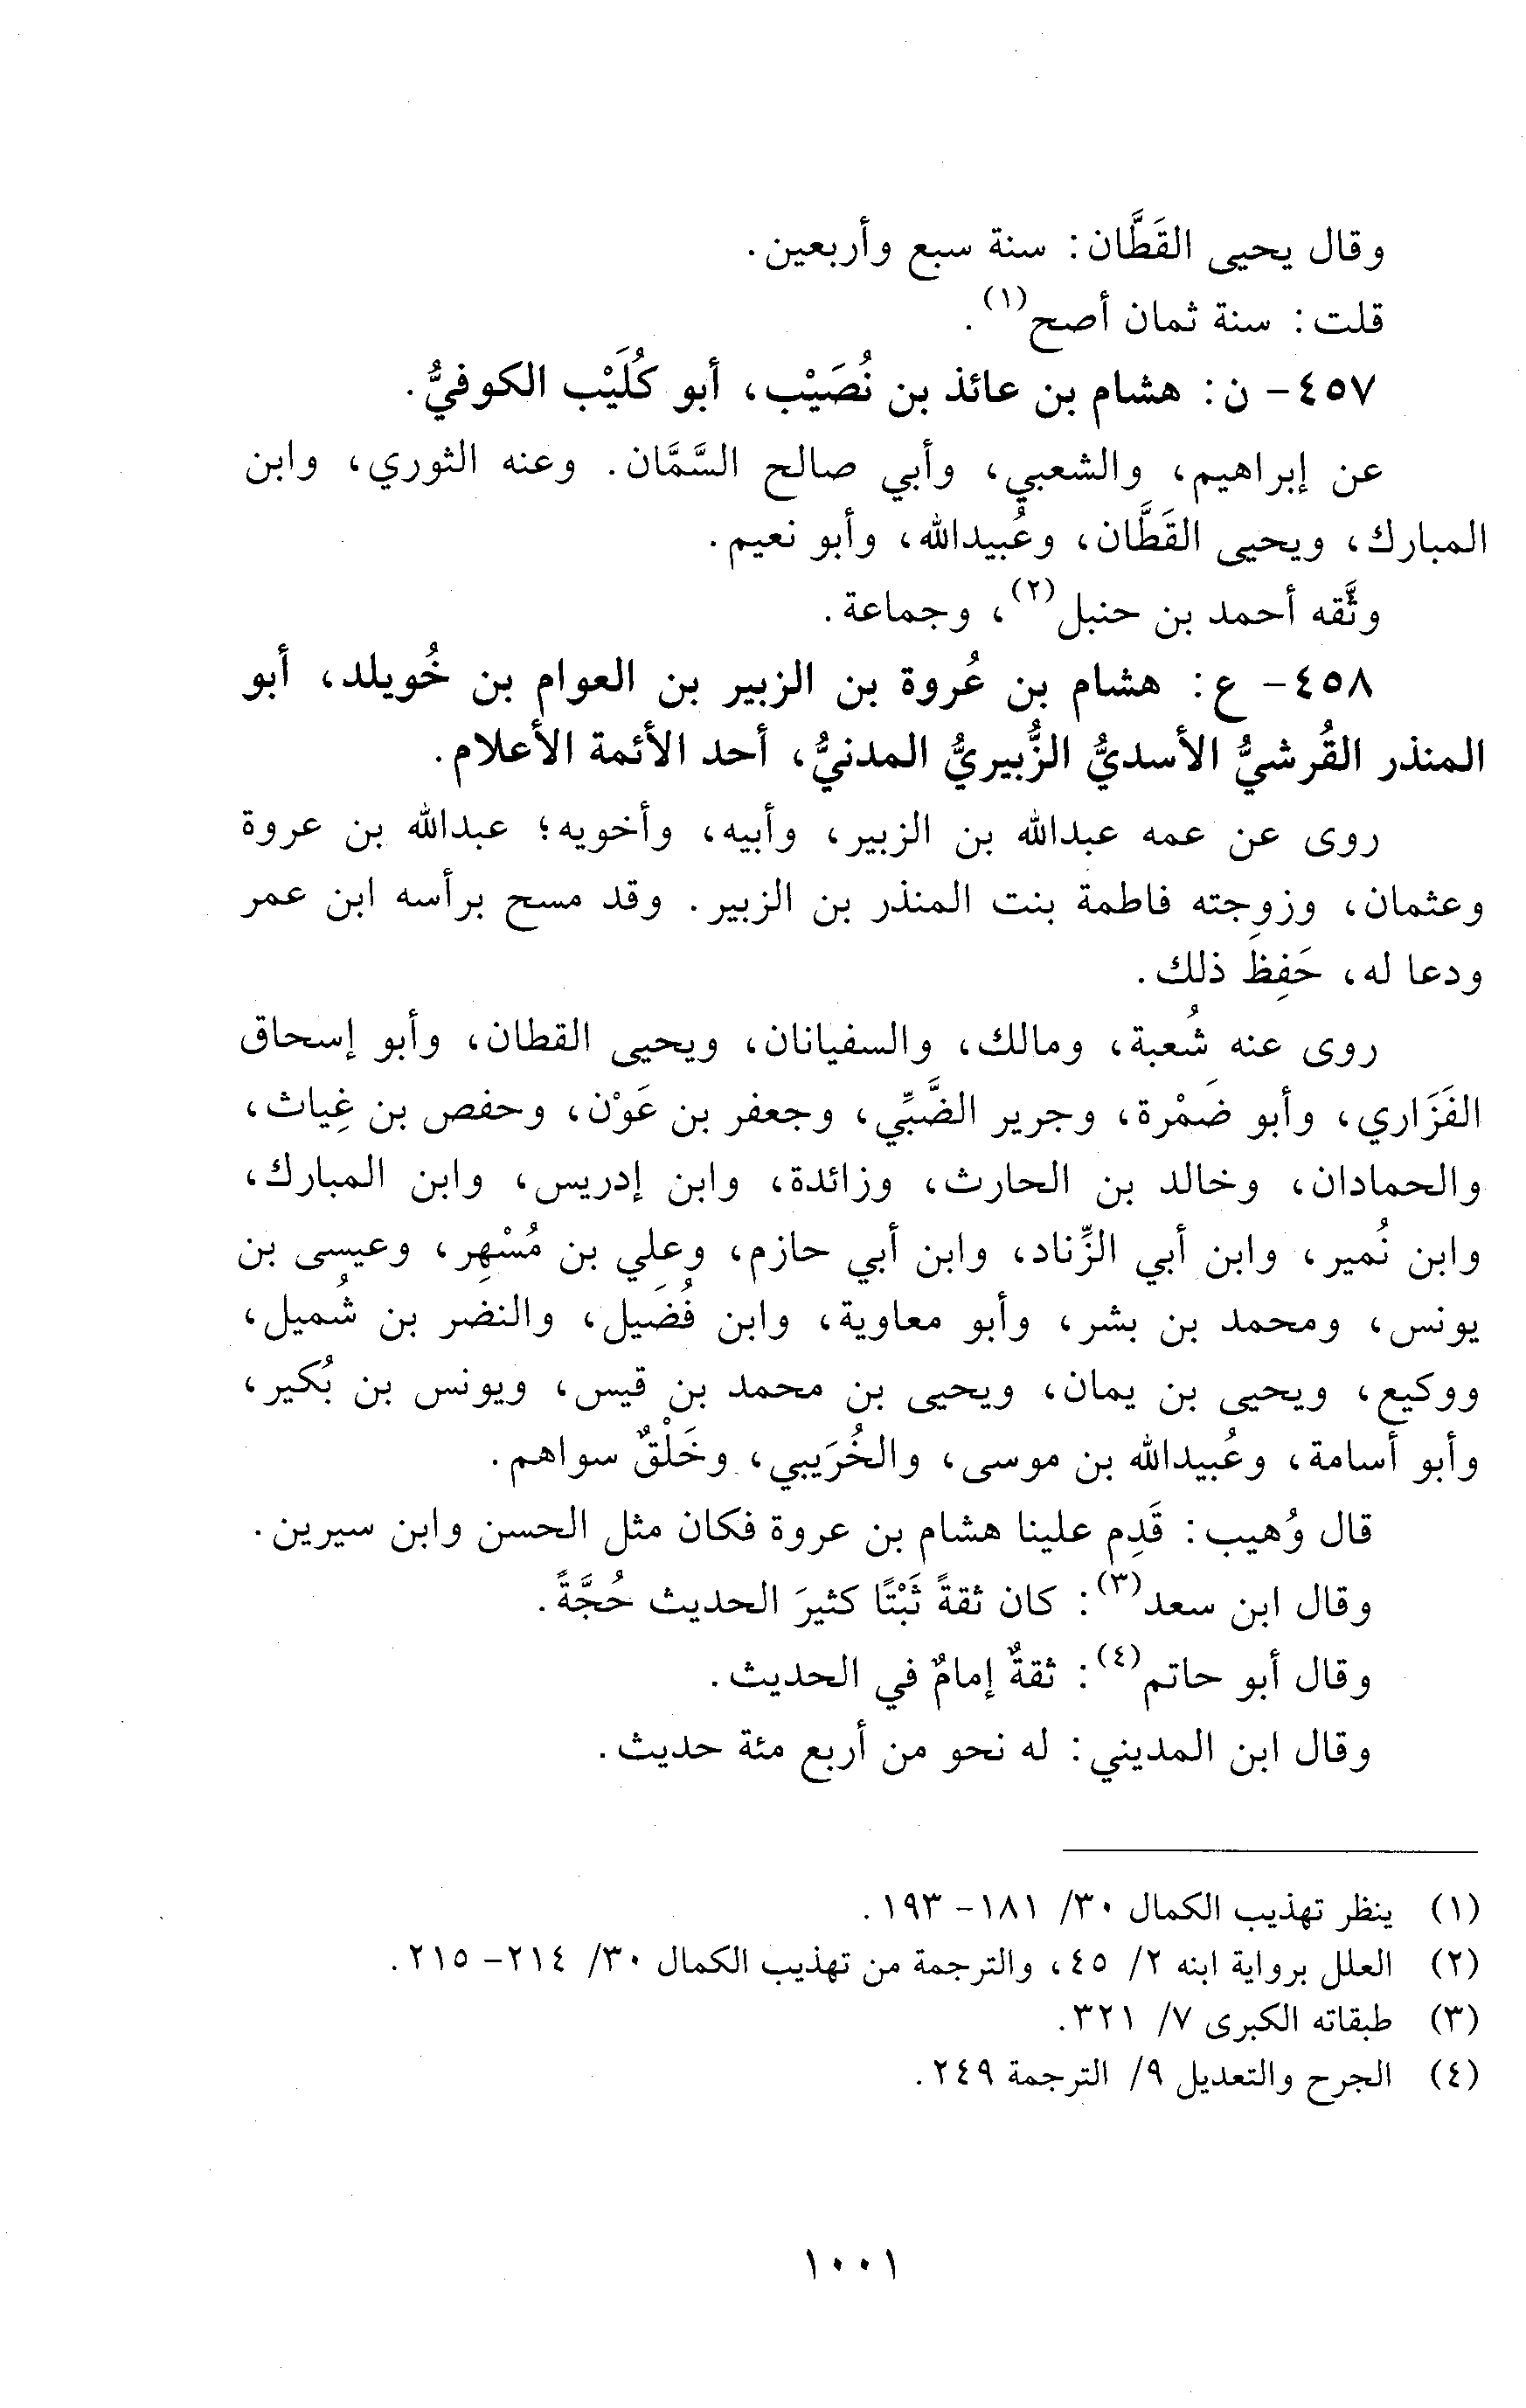 وقال يحيى القَطَّان: سنة سبع وأربعين.
قلت: سنة ثمان أصح(١).
٤٥٧- ن: هشام بن عائذ بن نُصَيْب، أبو كُلَيْب الكوفيُّ.
عن إبراهيم، والشعبي، وأبي صالح السَّمَّان. وعنه الثوري، وابن
المبارك، ويحيى القَطَّان، وعُبيدالله، وأبو نعيم.
وثَّقه أحمد بن حنبل(٢)، وجماعة.
٤٥٨- ع: هشام بن عُروة بن الزبير بن العوام بن خُويلد، أبو
المنذر القُرشيُّ الأسديُّ الزُّبيريُّ المدنيُّ، أحد الأئمة الأعلام.
روى عن عمه عبدالله بن الزبير، وأبيه، وأخويه؛ عبدالله بن عروة
وعثمان، وزوجته فاطمة بنت المنذر بن الزبير. وقد مسح برأسه ابن عمر
ودعا له، حَفِظَ ذلك.
روى عنه شُعبة، ومالك، والسفيانان، ويحيى القطان، وأبو إسحاق
الفَزَاري، وأبو ضَمْرة، وجرير الضَّبِّي، وجعفر بن عَوْن، وحفص بن غِياث،
والحمادان، وخالد بن الحارث، وزائدة، وابن إدريس، وابن المبارك،
وابن نُمير، وابن أبي الزِّناد، وابن أبي حازم، وعلي بن مُسْهِر، وعيسى بن
يونس، ومحمد بن بشر، وأبو معاوية، وابن فُضَيل، والنضر بن شُميل،
ووكيع، ويحيى بن يمان، ويحيى بن محمد بن قيس، ويونس بن بُكير،
وأبو أسامة، وعُبيدالله بن موسى، والخُرَيبي، وخَلْقٌ سواهم.
قال وُهيب: قَدِم علينا هشام بن عروة فكان مثل الحسن وابن سيرين.
وقال ابن سعد(٣): كان ثقةً ثَبْتًا كثيرَ الحديث حُجَّةً.
وقال أبو حاتم(٤): ثقةٌ إمامٌ في الحديث.
وقال ابن المديني: له نحو من أربع مئة حديث.
(١) ينظر تهذيب الكمال ٣٠/ ١٨١- ١٩٣.
(٢) العلل برواية ابنه ٢/ ٤٥، والترجمة من تهذيب الكمال ٣٠/ ٢١٤- ٢١٥.
(٣) طبقاته الكبرى ٧/ ٣٢١.
(٤) الجرح والتعديل ٩/ الترجمة ٢٤٩.
١٠٠١